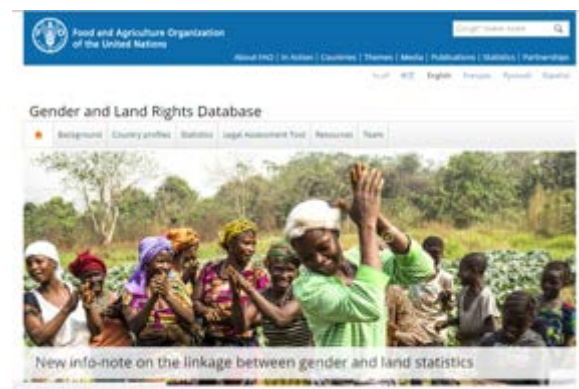 Food and Agriculture Organization
of the United Nations
About FAO | In Action | Countries | Themes | Media | Publications | Statistics | Partnerships
English Français Русский Español
Gender and Land Rights Database
Background Country profiles Statistics Legal Assessment Tool Resources Team
New info-note on the linkage between gender and land statistics